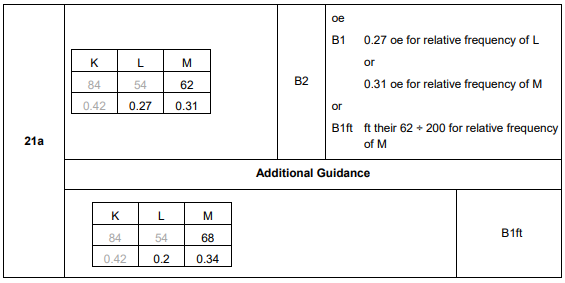 oe
B1 0.27 oe for relative frequency of L
or
0.31 oe for relative frequency of M
or
B1ft ft their 62 ÷ 200 for relative frequency
of M
K L M
84 54 62
0.42 0.27 0.31
B2
21a
Additional Guidance
K L M
84 54 68
0.42 0.2 0.34
B1ft